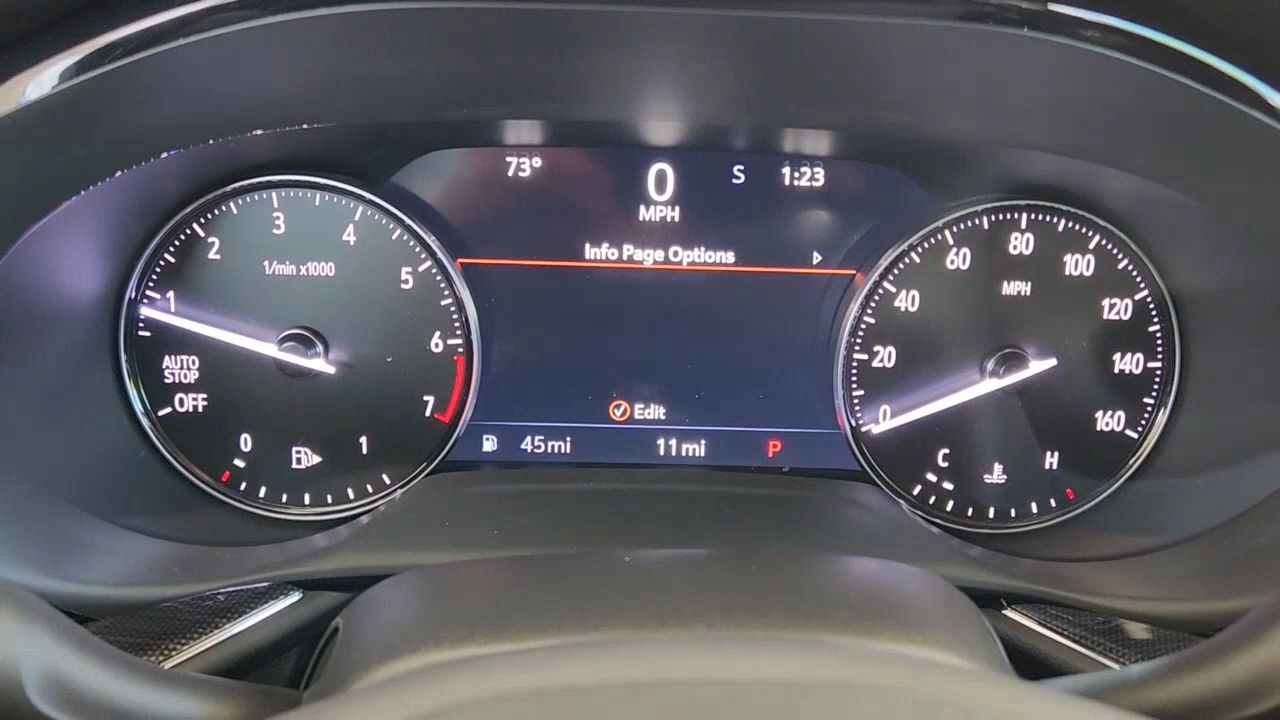 73° 0 S 1:23
MPH
Info Page Options
Edit
45mi 11mi P
1 2 3 4 5 6 7
1/min x1000
AUTO
STOP
OFF
0 1
0 20 40 60 80 100 120 140 160
MPH
C H